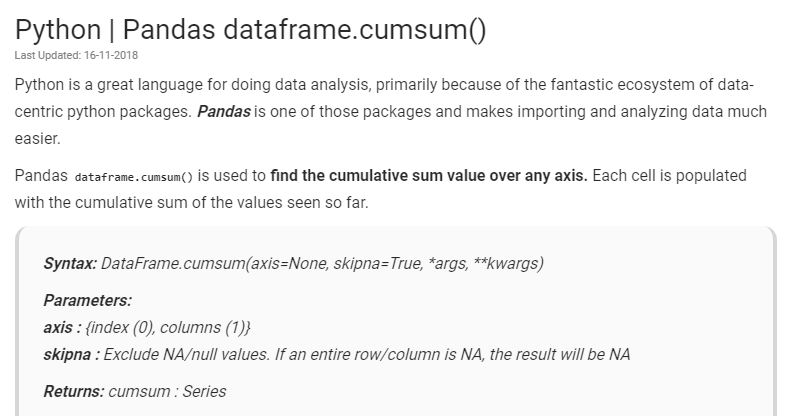 Python | Pandas dataframe.cumsum()
Last Updated: 16-11-2018
Python is a great language for doing data analysis, primarily because of the fantastic ecosystem of data-
centric python packages. Pandas is one of those packages and makes importing and analyzing data much
easier.
Pandas dataframe.cumsum() is used to find the cumulative sum value over any axis. Each cell is populated
with the cumulative sum of the values seen so far.
Syntax: DataFrame.cumsum(axis=None, skipna=True, *args, **kwargs)
Parameters:
axis : {index (0), columns (1)}
skipna : Exclude NA/null values. If an entire row/column is NA, the result will be NA
Returns: cumsum : Series